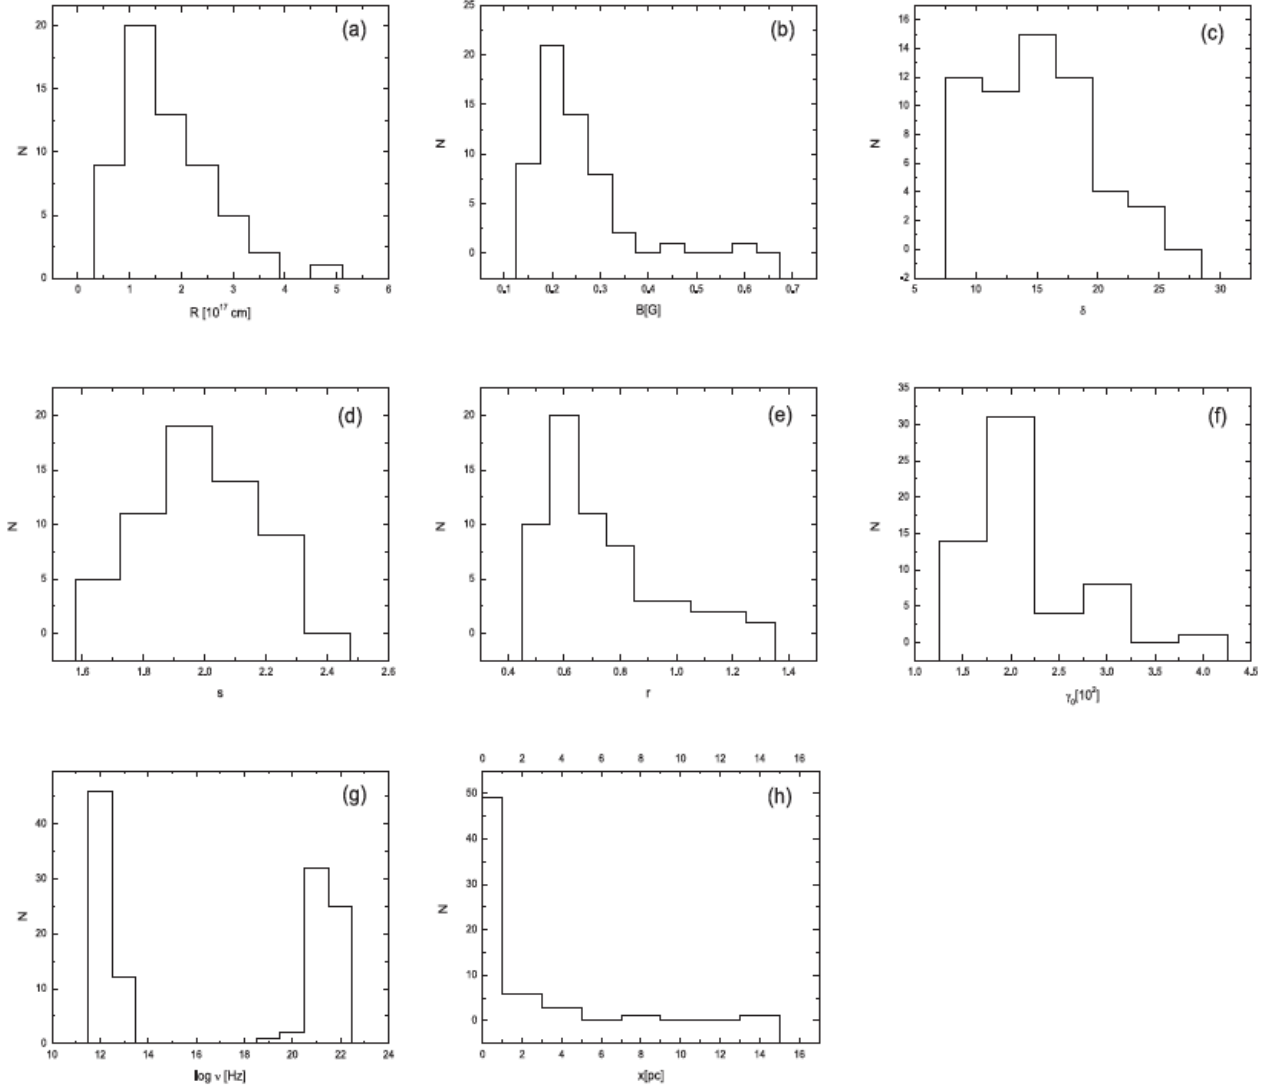 (a)
20
15
10
5
0
N
0 1 2 3 4 5 6
R [10¹⁷ cm]
(b)
25
20
15
10
5
0
N
0.1 0.2 0.3 0.4 0.5 0.6 0.7
B[G]
(c)
16
14
12
10
8
6
4
2
0
-2
N
5 10 15 20 25 30
δ
(d)
20
15
10
5
0
N
1.6 1.8 2.0 2.2 2.4 2.6
s
(e)
20
15
10
5
0
N
0.4 0.6 0.8 1.0 1.2 1.4
r
(f)
35
30
25
20
15
10
5
0
N
1.0 1.5 2.0 2.5 3.0 3.5 4.0 4.5
γ₀[10²]
(g)
40
30
20
10
0
N
10 12 14 16 18 20 22 24
log ν [Hz]
0 2 4 6 8 10 12 14 16
(h)
50
40
30
20
10
0
N
0 2 4 6 8 10 12 14 16
x[pc]